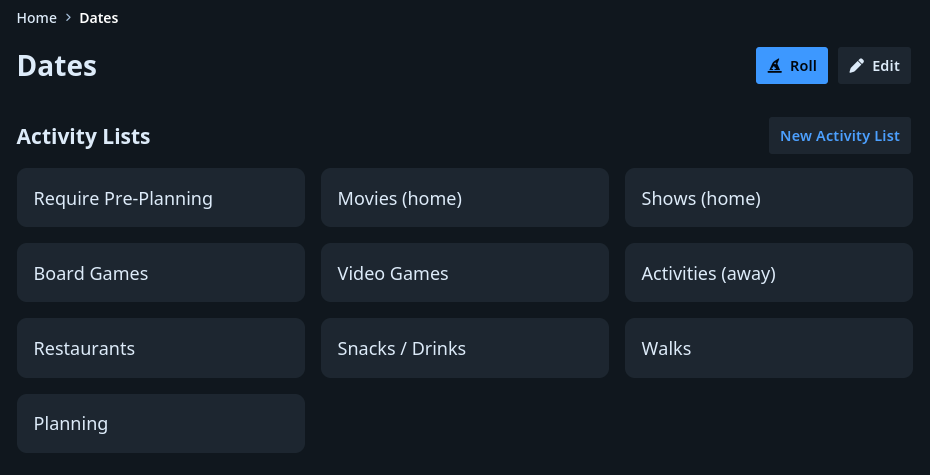 Home > Dates
Dates
Roll
Edit
Activity Lists
New Activity List
Require Pre-Planning
Movies (home)
Shows (home)
Board Games
Video Games
Activities (away)
Restaurants
Snacks / Drinks
Walks
Planning